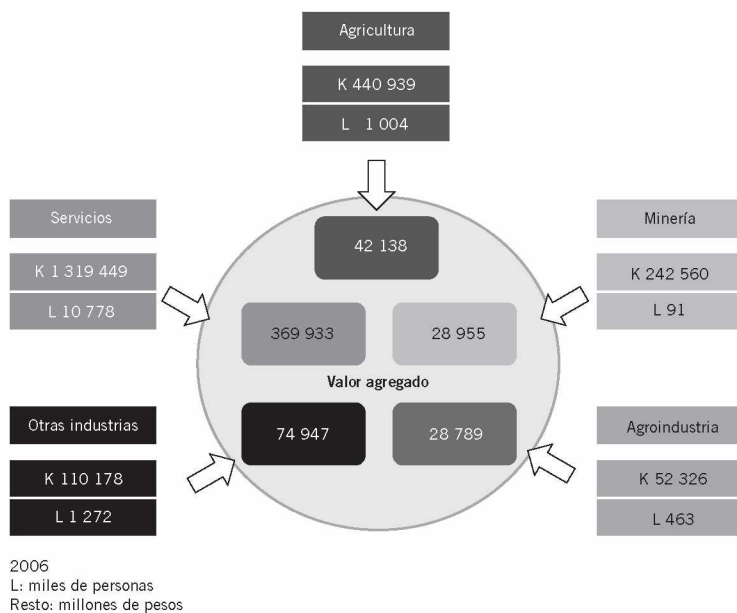 Agricultura
K 440 939
L 1 004
Servicios
K 1 319 449
L 10 778
Minería
K 242 560
L 91
42 138
369 933
28 955
Valor agregado
74 947
28 789
Otras industrias
K 110 178
L 1 272
Agroindustria
K 52 326
L 463
2006
L: miles de personas
Resto: millones de pesos